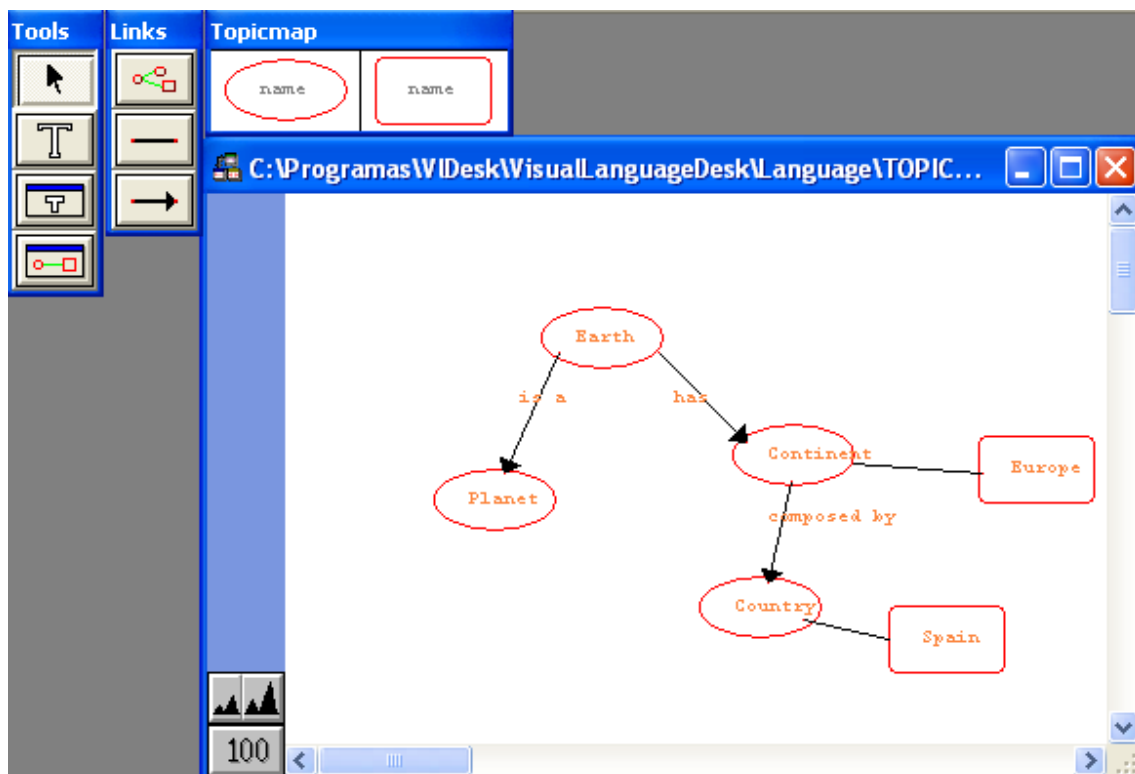 Tools
Links
Topicmap
name
name
T
T
C:\Programas\VlDesk\VisualLanguageDesk\Language\TOPIC...
Earth
is a
has
Continent
Europe
Planet
composed by
Country
Spain
100